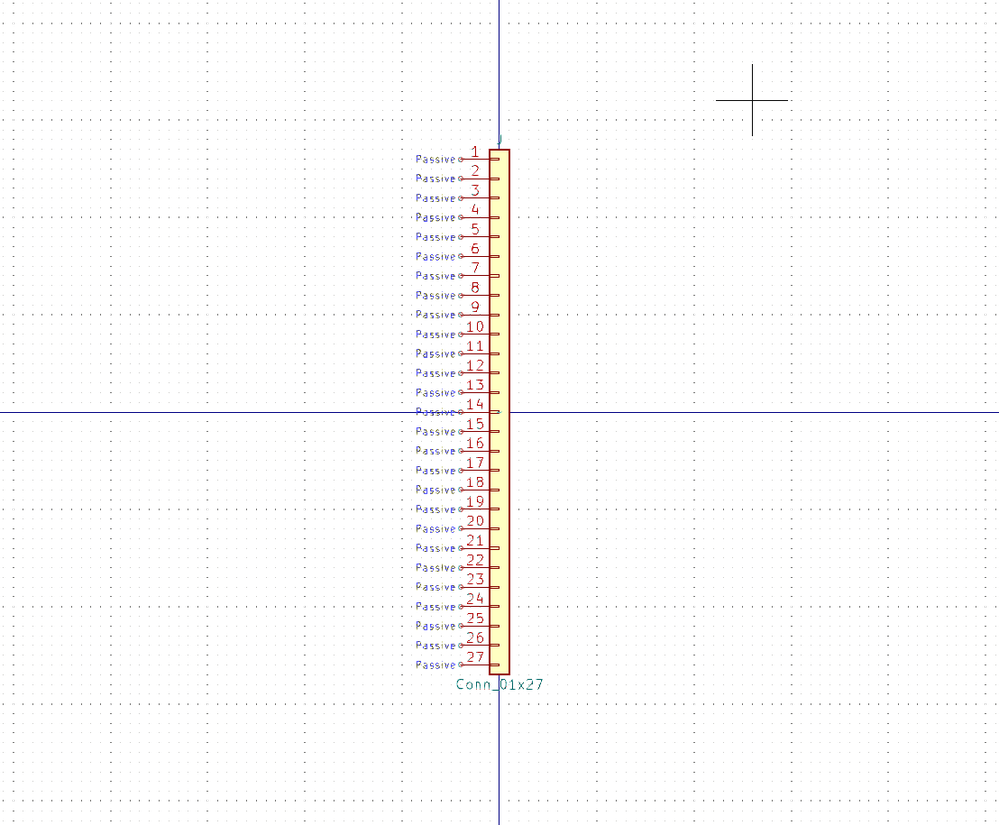 J
Passive 1
Passive 2
Passive 3
Passive 4
Passive 5
Passive 6
Passive 7
Passive 8
Passive 9
Passive 10
Passive 11
Passive 12
Passive 13
Passive 14
Passive 15
Passive 16
Passive 17
Passive 18
Passive 19
Passive 20
Passive 21
Passive 22
Passive 23
Passive 24
Passive 25
Passive 26
Passive 27
Conn_01x27